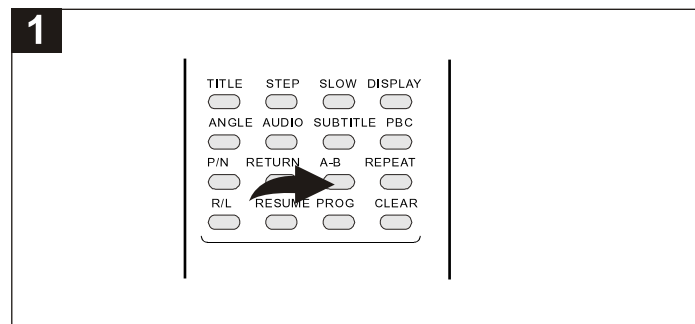 1
TITLE STEP SLOW DISPLAY
ANGLE AUDIO SUBTITLE PBC
P/N RETURN A-B REPEAT
R/L RESUME PROG CLEAR